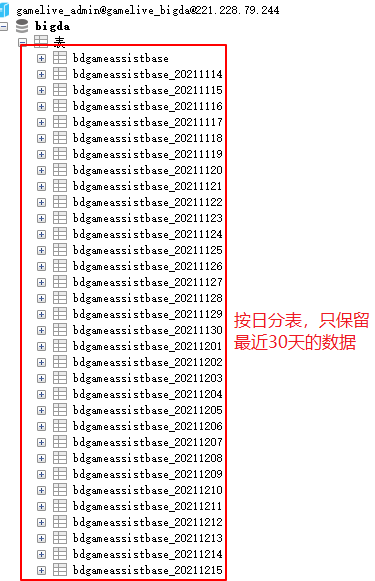 gamelive_admin@gamelive_bigda@221.228.79.244
bigda
表
bdgameassistbase
bdgameassistbase_20211114
bdgameassistbase_20211115
bdgameassistbase_20211116
bdgameassistbase_20211117
bdgameassistbase_20211118
bdgameassistbase_20211119
bdgameassistbase_20211120
bdgameassistbase_20211121
bdgameassistbase_20211122
bdgameassistbase_20211123
bdgameassistbase_20211124
bdgameassistbase_20211125
bdgameassistbase_20211126
bdgameassistbase_20211127
bdgameassistbase_20211128
bdgameassistbase_20211129
bdgameassistbase_20211130
bdgameassistbase_20211201
bdgameassistbase_20211202
bdgameassistbase_20211203
bdgameassistbase_20211204
bdgameassistbase_20211205
bdgameassistbase_20211206
bdgameassistbase_20211207
bdgameassistbase_20211208
bdgameassistbase_20211209
bdgameassistbase_20211210
bdgameassistbase_20211211
bdgameassistbase_20211212
bdgameassistbase_20211213
bdgameassistbase_20211214
bdgameassistbase_20211215
按日分表，只保留
最近30天的数据